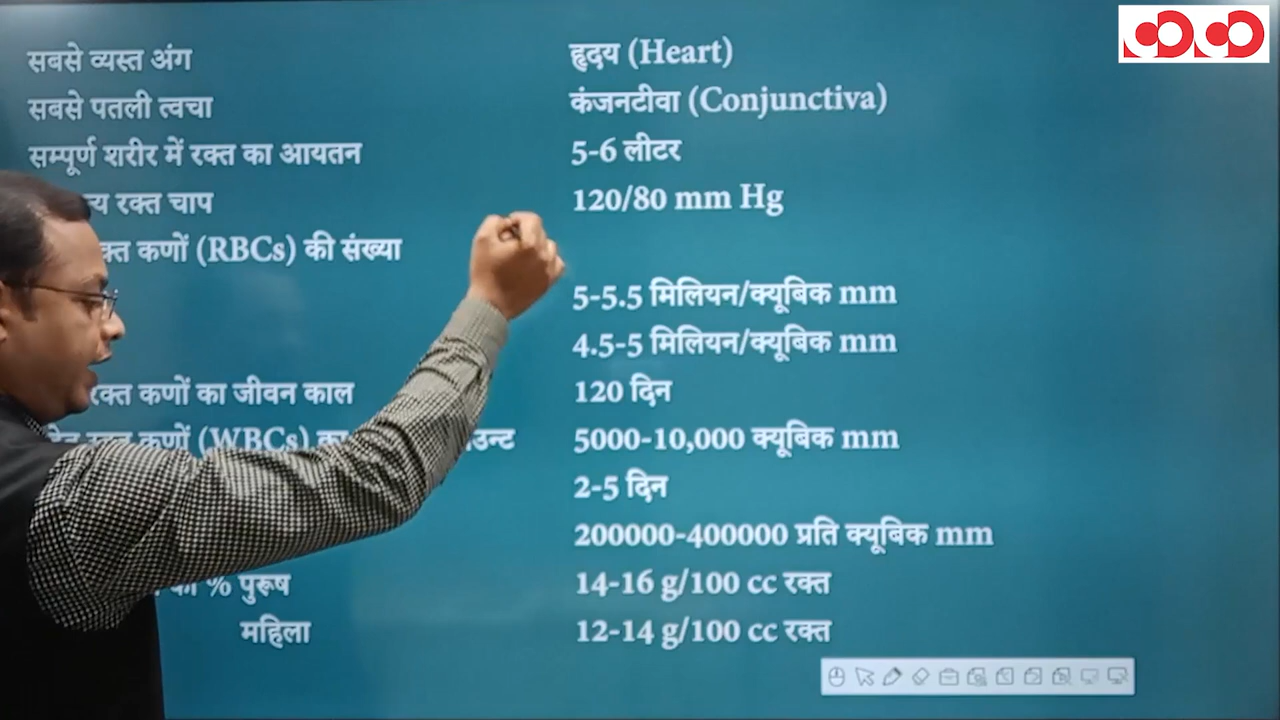 सबसे व्यस्त अंग हृदय (Heart)
सबसे पतली त्वचा कंजनटीवा (Conjunctiva)
सम्पूर्ण शरीर में रक्त का आयतन 5-6 लीटर
रक्त चाप 120/80 mm Hg
कणों (RBCs) की संख्या
5-5.5 मिलियन/क्यूबिक mm
4.5-5 मिलियन/क्यूबिक mm
कणों का जीवन काल 120 दिन
कणों (WBCs) 5000-10,000 क्यूबिक mm
2-5 दिन
200000-400000 प्रति क्यूबिक mm
% पुरूष 14-16 g/100 cc रक्त
महिला 12-14 g/100 cc रक्त